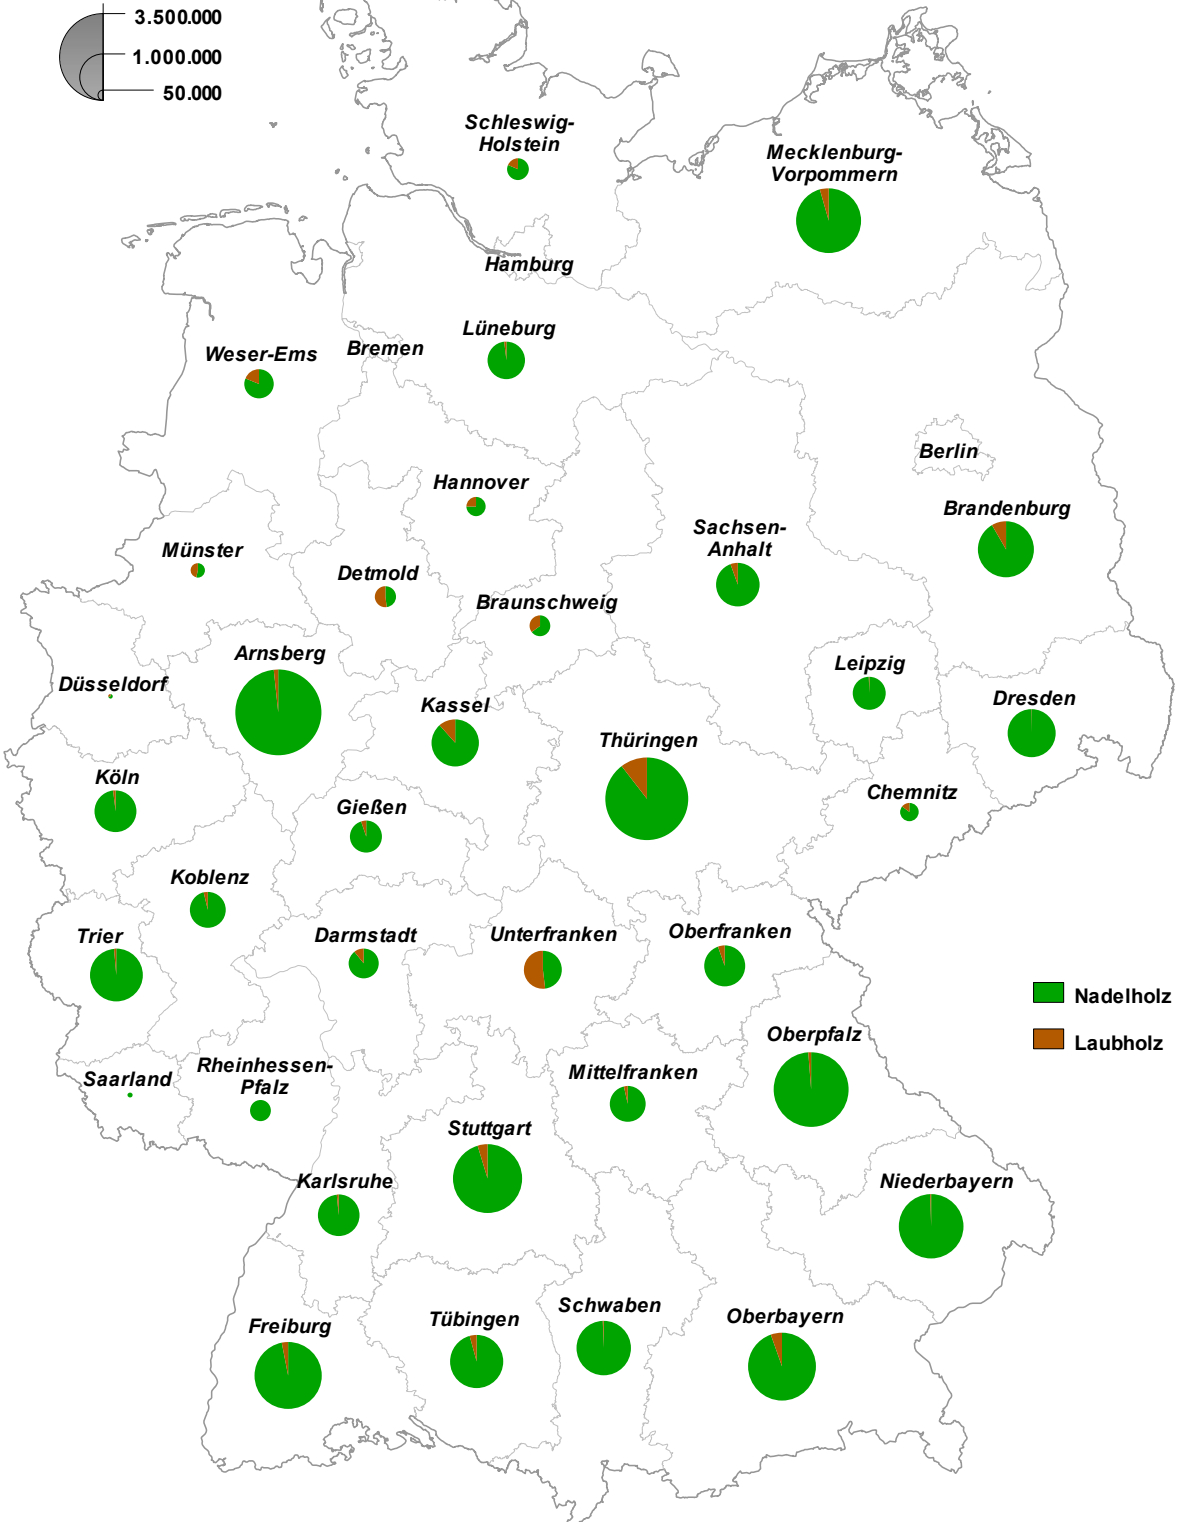 3.500.000
1.000.000
50.000
Schleswig-
Holstein
Mecklenburg-
Vorpommern
Hamburg
Lüneburg
Bremen
Weser-Ems
Berlin
Hannover
Brandenburg
Sachsen-
Anhalt
Münster
Detmold
Braunschweig
Arnsberg
Leipzig
Düsseldorf
Dresden
Kassel
Thüringen
Köln
Chemnitz
Gießen
Koblenz
Trier
Darmstadt
Unterfranken
Oberfranken
Nadelholz
Laubholz
Oberpfalz
Rheinhessen-
Pfalz
Saarland
Mittelfranken
Stuttgart
Karlsruhe
Niederbayern
Schwaben
Oberbayern
Tübingen
Freiburg